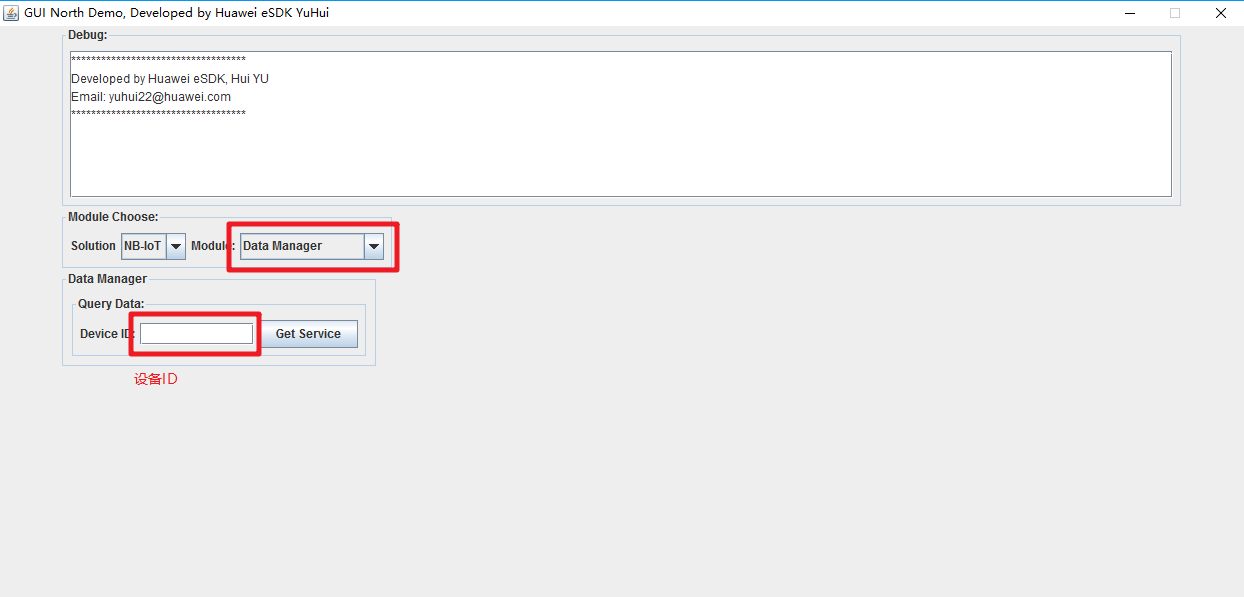 GUI North Demo, Developed by Huawei eSDK YuHui
Debug:
***********************************
Developed by Huawei eSDK, Hui YU
Email: yuhui22@huawei.com
***********************************
Module Choose:
Solution NB-IoT Module: Data Manager
Data Manager
Query Data:
Device ID: Get Service
设备ID